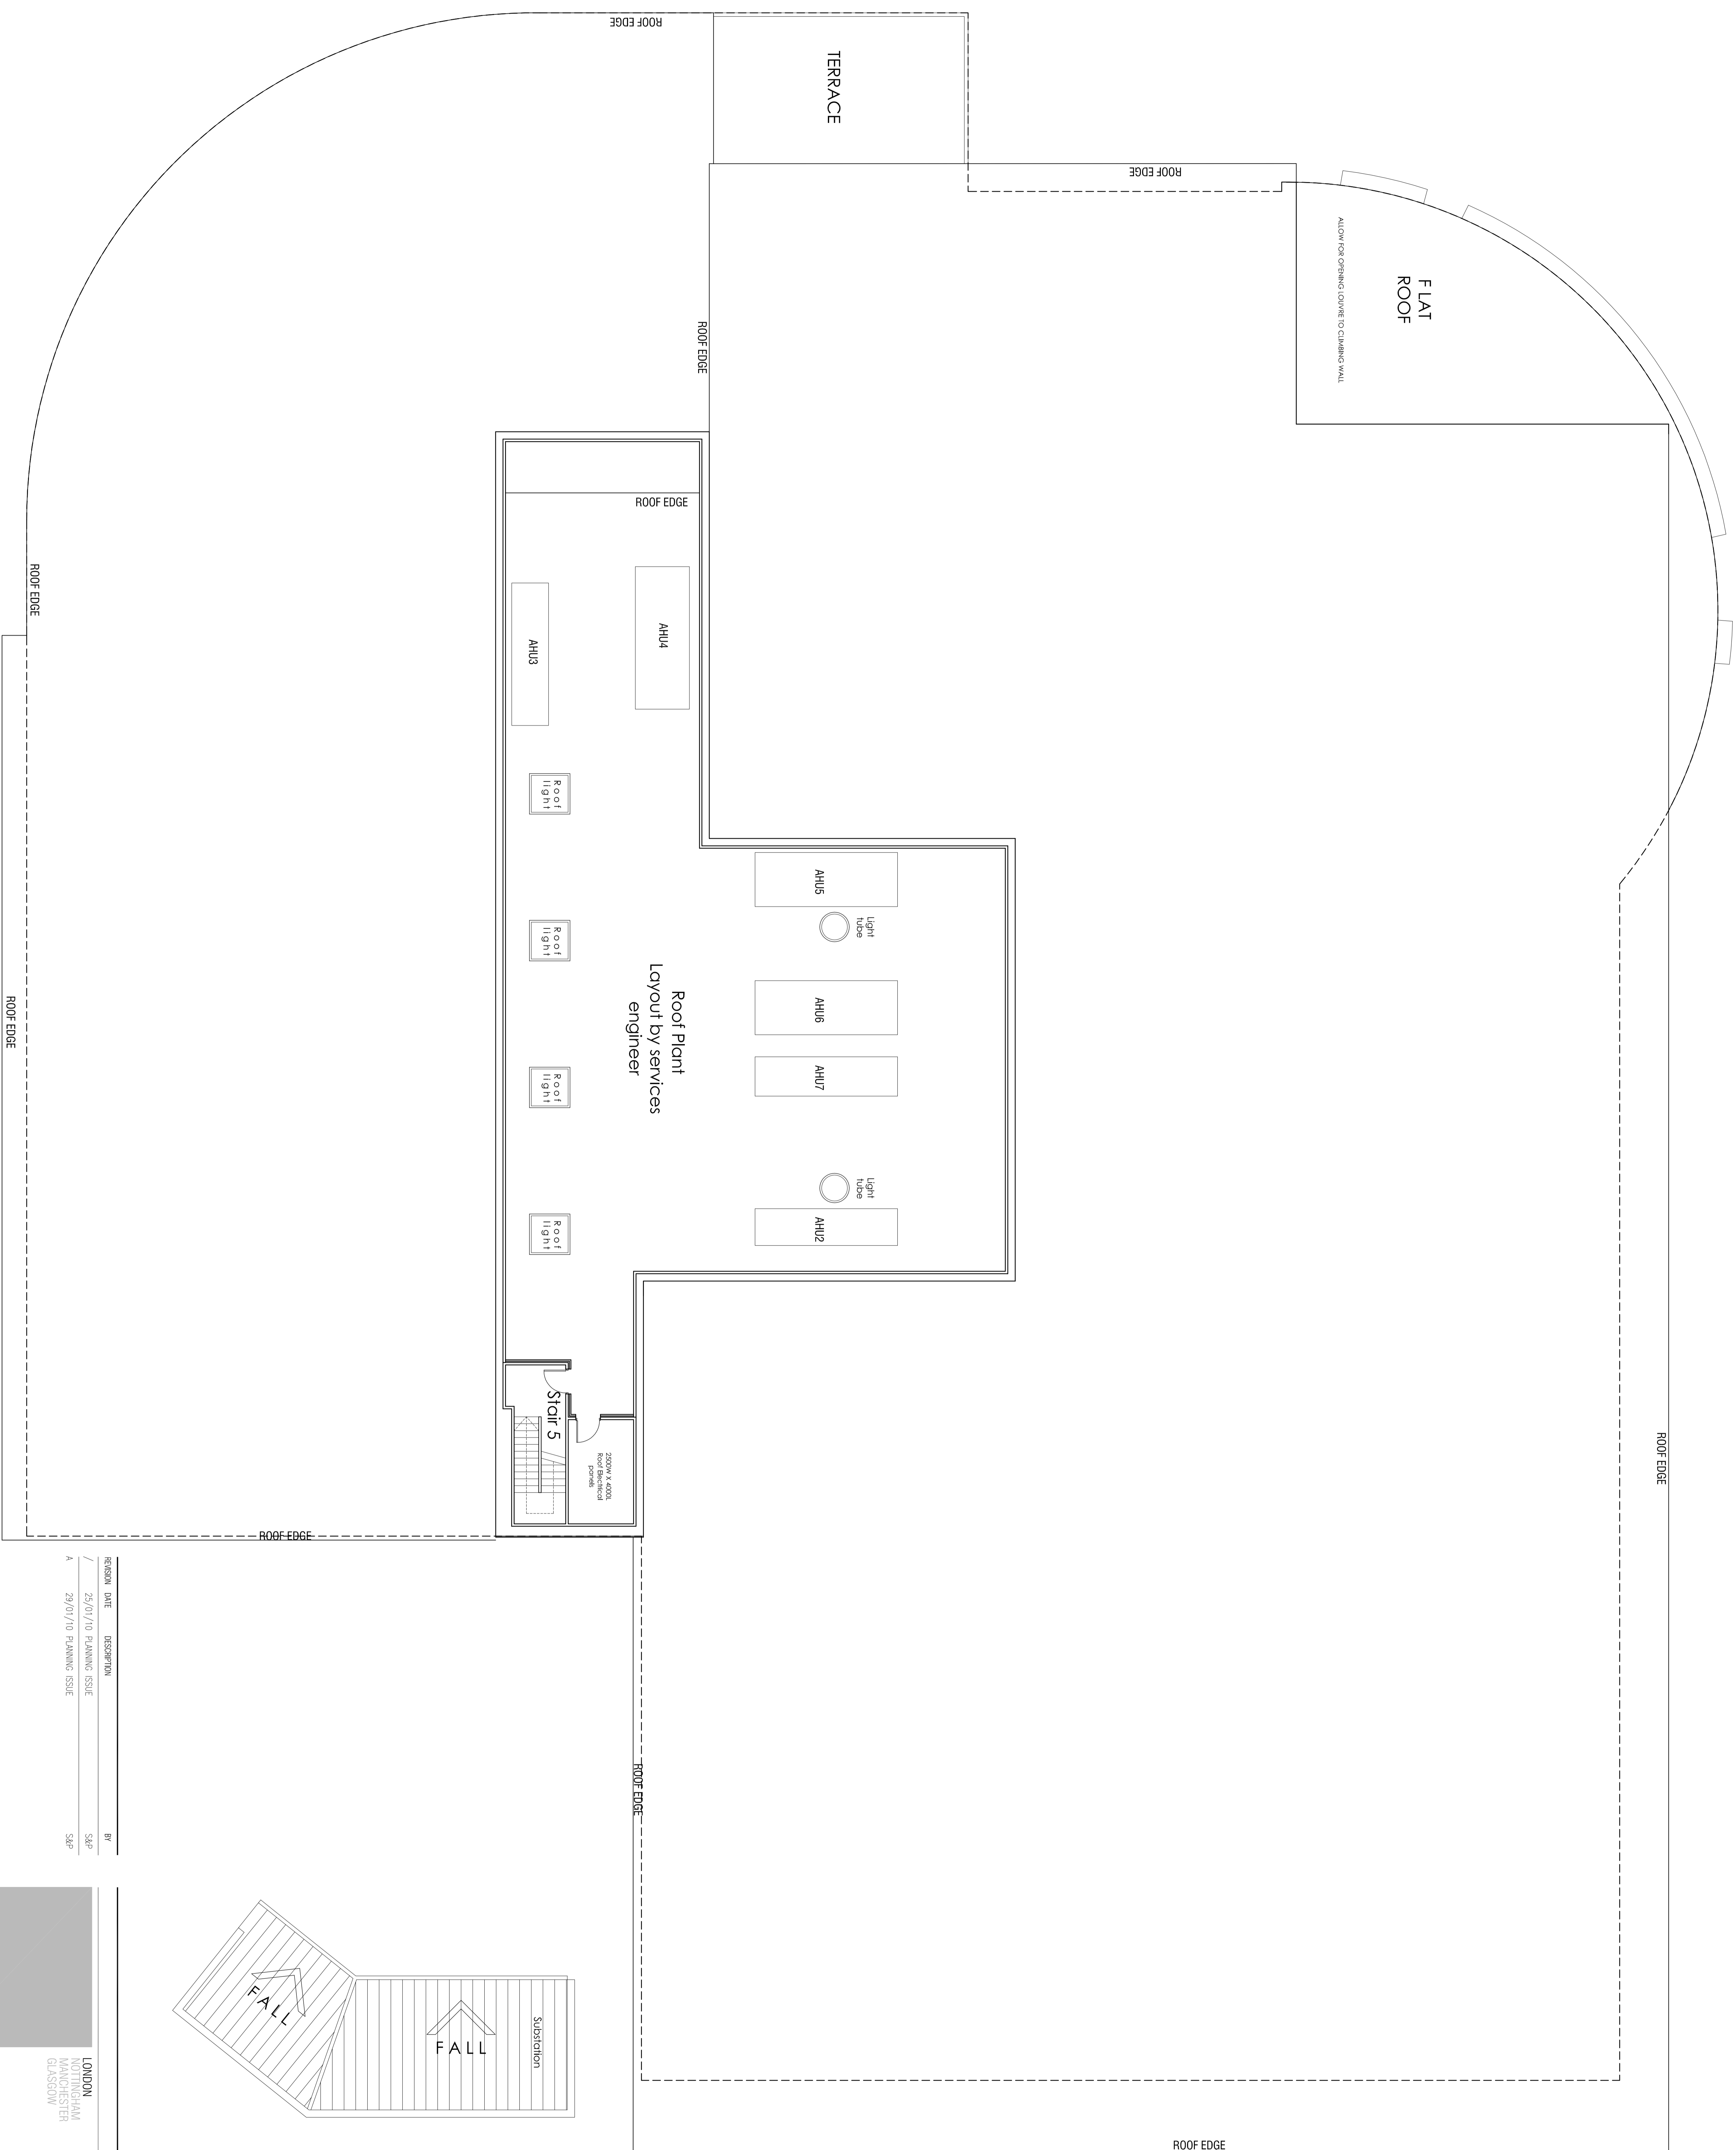 ROOF EDGE
TERRACE
ROOF EDGE
ALLOW FOR OPENING LOUVRE TO CLIMBING WALL
F LAT
ROOF
ROOF EDGE
ROOF EDGE
ROOF EDGE
AHU3
AHU4
Roof
light
AHU5
Light
tube
Roof
light
Roof Plant
Layout by services
engineer
AHU6
ROOF EDGE
Roof
light
AHU7
Light
tube
Roof
light
AHU2
Stair 5
2500W X 4000L
Roof Electrical
panels
ROOF EDGE
ROOF EDGE
ROOF EDGE
REVISION DATE DESCRIPTION BY
/ 25/01/10 PLANNING ISSUE S&P
A 29/01/10 PLANNING ISSUE S&P
FALL
FALL
Substation
LONDON
NOTTINGHAM
MANCHESTER
GLASGOW
ROOF EDGE